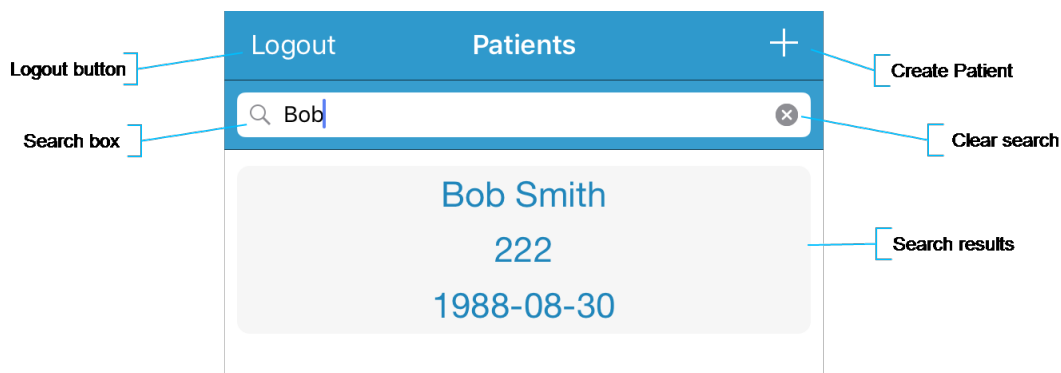 Logout Patients
Logout button
Create Patient
Bob
Search box
Clear search
Bob Smith
222
Search results
1988-08-30